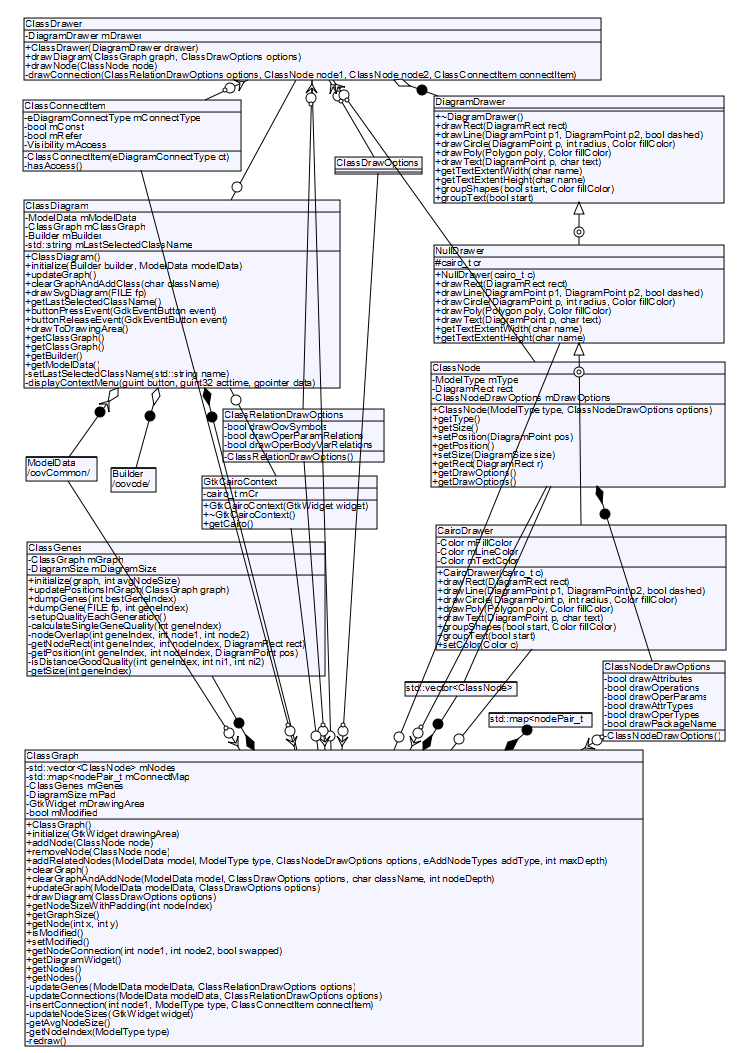 ClassDrawer
-DiagramDrawer mDrawer
+ClassDrawer(DiagramDrawer drawer)
+drawDiagram(ClassGraph graph, ClassDrawOptions options)
+drawNode(ClassNode node)
-drawConnection(ClassRelationDrawOptions options, ClassNode node1, ClassNode node2, ClassConnectItem connectItem)
ClassConnectItem
-eDiagramConnectType mConnectType
-bool mConst
-bool mRefer
-Visibility mAccess
-ClassConnectItem(eDiagramConnectType ct)
-hasAccess()
DiagramDrawer
+~DiagramDrawer()
+drawRect(DiagramRect rect)
+drawLine(DiagramPoint p1, DiagramPoint p2, bool dashed)
+drawCircle(DiagramPoint p, int radius, Color fillColor)
+drawPoly(Polygon poly, Color fillColor)
+drawText(DiagramPoint p, char text)
+getTextExtentWidth(char name)
+getTextExtentHeight(char name)
+groupShapes(bool start, Color fillColor)
+groupText(bool start)
ClassDrawOptions
ClassDiagram
-ModelData mModelData
-ClassGraph mClassGraph
-Builder mBuilder
-std::string mLastSelectedClassName
+ClassDiagram()
+initialize(Builder builder, ModelData modelData)
+updateGraph()
+clearGraphAndAddClass(char className)
+drawSvgDiagram(FILE fp)
+getLastSelectedClassName()
+buttonPressEvent(GdkEventButton event)
+buttonReleaseEvent(GdkEventButton event)
+drawToDrawingArea()
+getClassGraph()
+getClassGraph()
+getBuilder()
+getModelData()
-setLastSelectedClassName(std::string name)
-displayContextMenu(guint button, guint32 acttime, gpointer data)
NullDrawer
#cairo_t cr
+NullDrawer(cairo_t c)
+drawRect(DiagramRect rect)
+drawLine(DiagramPoint p1, DiagramPoint p2, bool dashed)
+drawCircle(DiagramPoint p, int radius, Color fillColor)
+drawPoly(Polygon poly, Color fillColor)
+drawText(DiagramPoint p, char text)
+getTextExtentWidth(char name)
+getTextExtentHeight(char name)
ClassNode
-ModelType mType
-DiagramRect rect
-ClassNodeDrawOptions mDrawOptions
+ClassNode(ModelType type, ClassNodeDrawOptions options)
+getType()
+getSize()
+setPosition(DiagramPoint pos)
+getPosition()
+setSize(DiagramSize size)
+getRect(DiagramRect r)
+getDrawOptions()
+getDrawOptions()
ClassRelationDrawOptions
-bool drawOovSymbols
-bool drawOperParamRelations
-bool drawOperBodyVarRelations
-ClassRelationDrawOptions()
ModelData
/oovCommon/
Builder
/oovcde/
GtkCairoContext
-cairo_t mCr
+GtkCairoContext(GtkWidget widget)
+~GtkCairoContext()
+getCairo()
CairoDrawer
-Color mFillColor
-Color mLineColor
-Color mTextColor
+CairoDrawer(cairo_t c)
+drawRect(DiagramRect rect)
+drawLine(DiagramPoint p1, DiagramPoint p2, bool dashed)
+drawCircle(DiagramPoint p, int radius, Color fillColor)
+drawPoly(Polygon poly, Color fillColor)
+drawText(DiagramPoint p, char text)
+groupShapes(bool start, Color fillColor)
+groupText(bool start)
-setColor(Color c)
ClassGenes
-ClassGraph mGraph
-DiagramSize mDiagramSize
+initialize(graph, int avgNodeSize)
+updatePositionsInGraph(ClassGraph graph)
+dumpGenes(int bestGeneIndex)
+dumpGene(FILE fp, int geneIndex)
-setupQualityEachGeneration()
-calculateSingleGeneQuality(int geneIndex)
-nodeOverlap(int geneIndex, int node1, int node2)
-getNodeRect(int geneIndex, int nodeIndex, DiagramRect rect)
-getPosition(int geneIndex, int nodeIndex, DiagramPoint pos)
-isDistanceGoodQuality(int geneIndex, int ni1, int ni2)
-getSize(int geneIndex)
ClassNodeDrawOptions
-bool drawAttributes
-bool drawOperations
-bool drawOperParams
-bool drawAttrTypes
-bool drawOperTypes
-bool drawPackageName
-ClassNodeDrawOptions()
std::vector<ClassNode>
std::map<nodePair_t
ClassGraph
-std::vector<ClassNode> mNodes
-std::map<nodePair_t mConnectMap
-ClassGenes mGenes
-DiagramSize mPad
-GtkWidget mDrawingArea
-bool mModified
+ClassGraph()
+initialize(GtkWidget drawingArea)
+addNode(ClassNode node)
+removeNode(ClassNode node)
+addRelatedNodes(ModelData model, ModelType type, ClassNodeDrawOptions options, eAddNodeTypes addType, int maxDepth)
+clearGraph()
+clearGraphAndAddNode(ModelData model, ClassDrawOptions options, char className, int nodeDepth)
+updateGraph(ModelData modelData, ClassDrawOptions options)
+drawDiagram(ClassDrawOptions options)
+getNodeSizeWithPadding(int nodeIndex)
+getGraphSize()
+getNode(int x, int y)
+isModified()
+setModified()
+getNodeConnection(int node1, int node2, bool swapped)
+getDiagramWidget()
+getNodes()
+getNodes()
-updateGenes(ModelData modelData, ClassRelationDrawOptions options)
-updateConnections(ModelData modelData, ClassRelationDrawOptions options)
-insertConnection(int node1, ModelType type, ClassConnectItem connectItem)
-updateNodeSizes(GtkWidget widget)
-getAvgNodeSize()
-getNodeIndex(ModelType type)
-redraw()